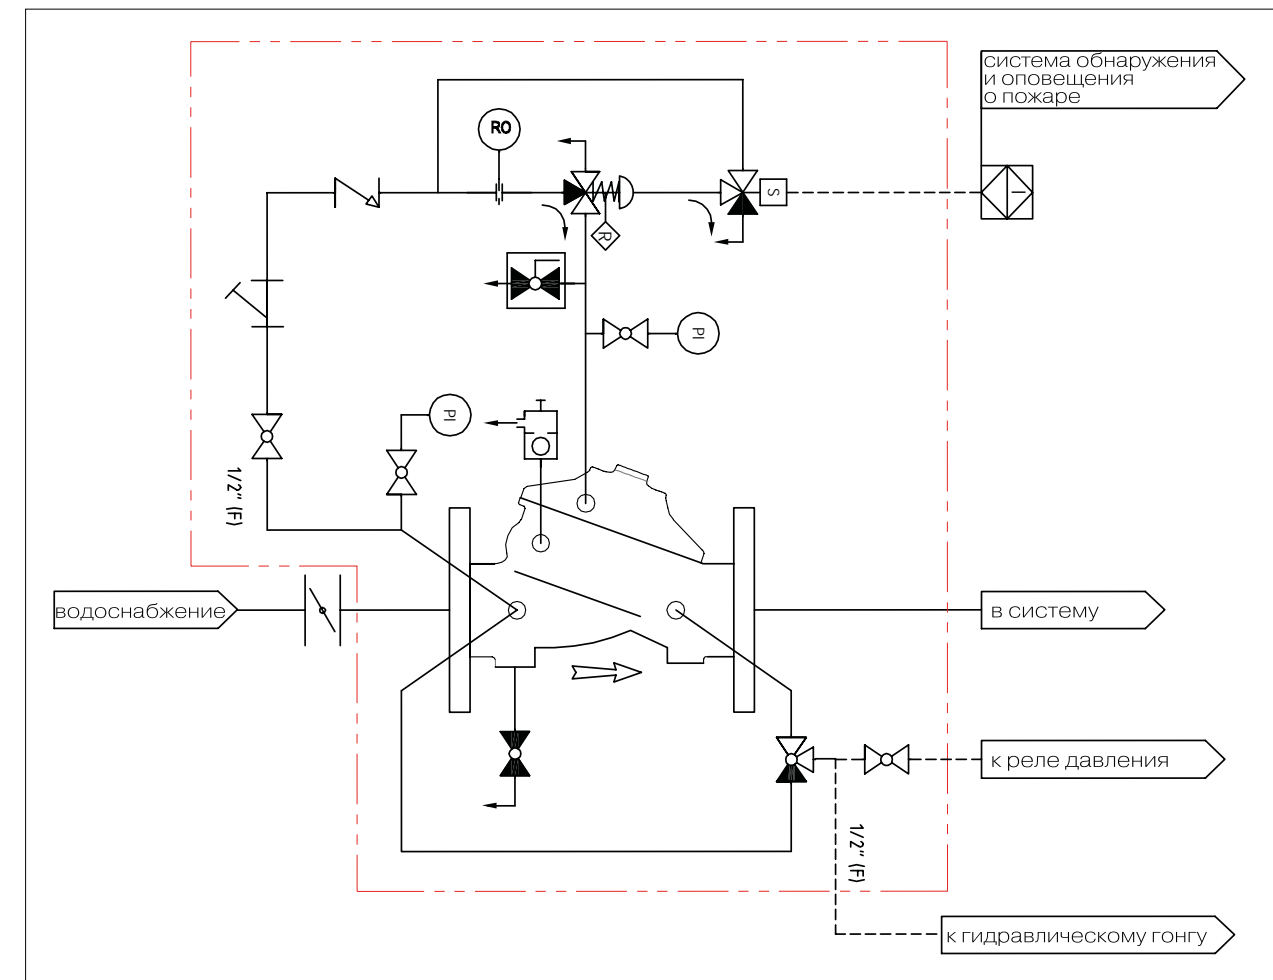 система обнаружения
и оповещения
о пожаре
RO
S
I
R
PI
PI
1/2" (F)
водоснабжение
в систему
к реле давления
1/2" (F)
к гидравлическому гонгу